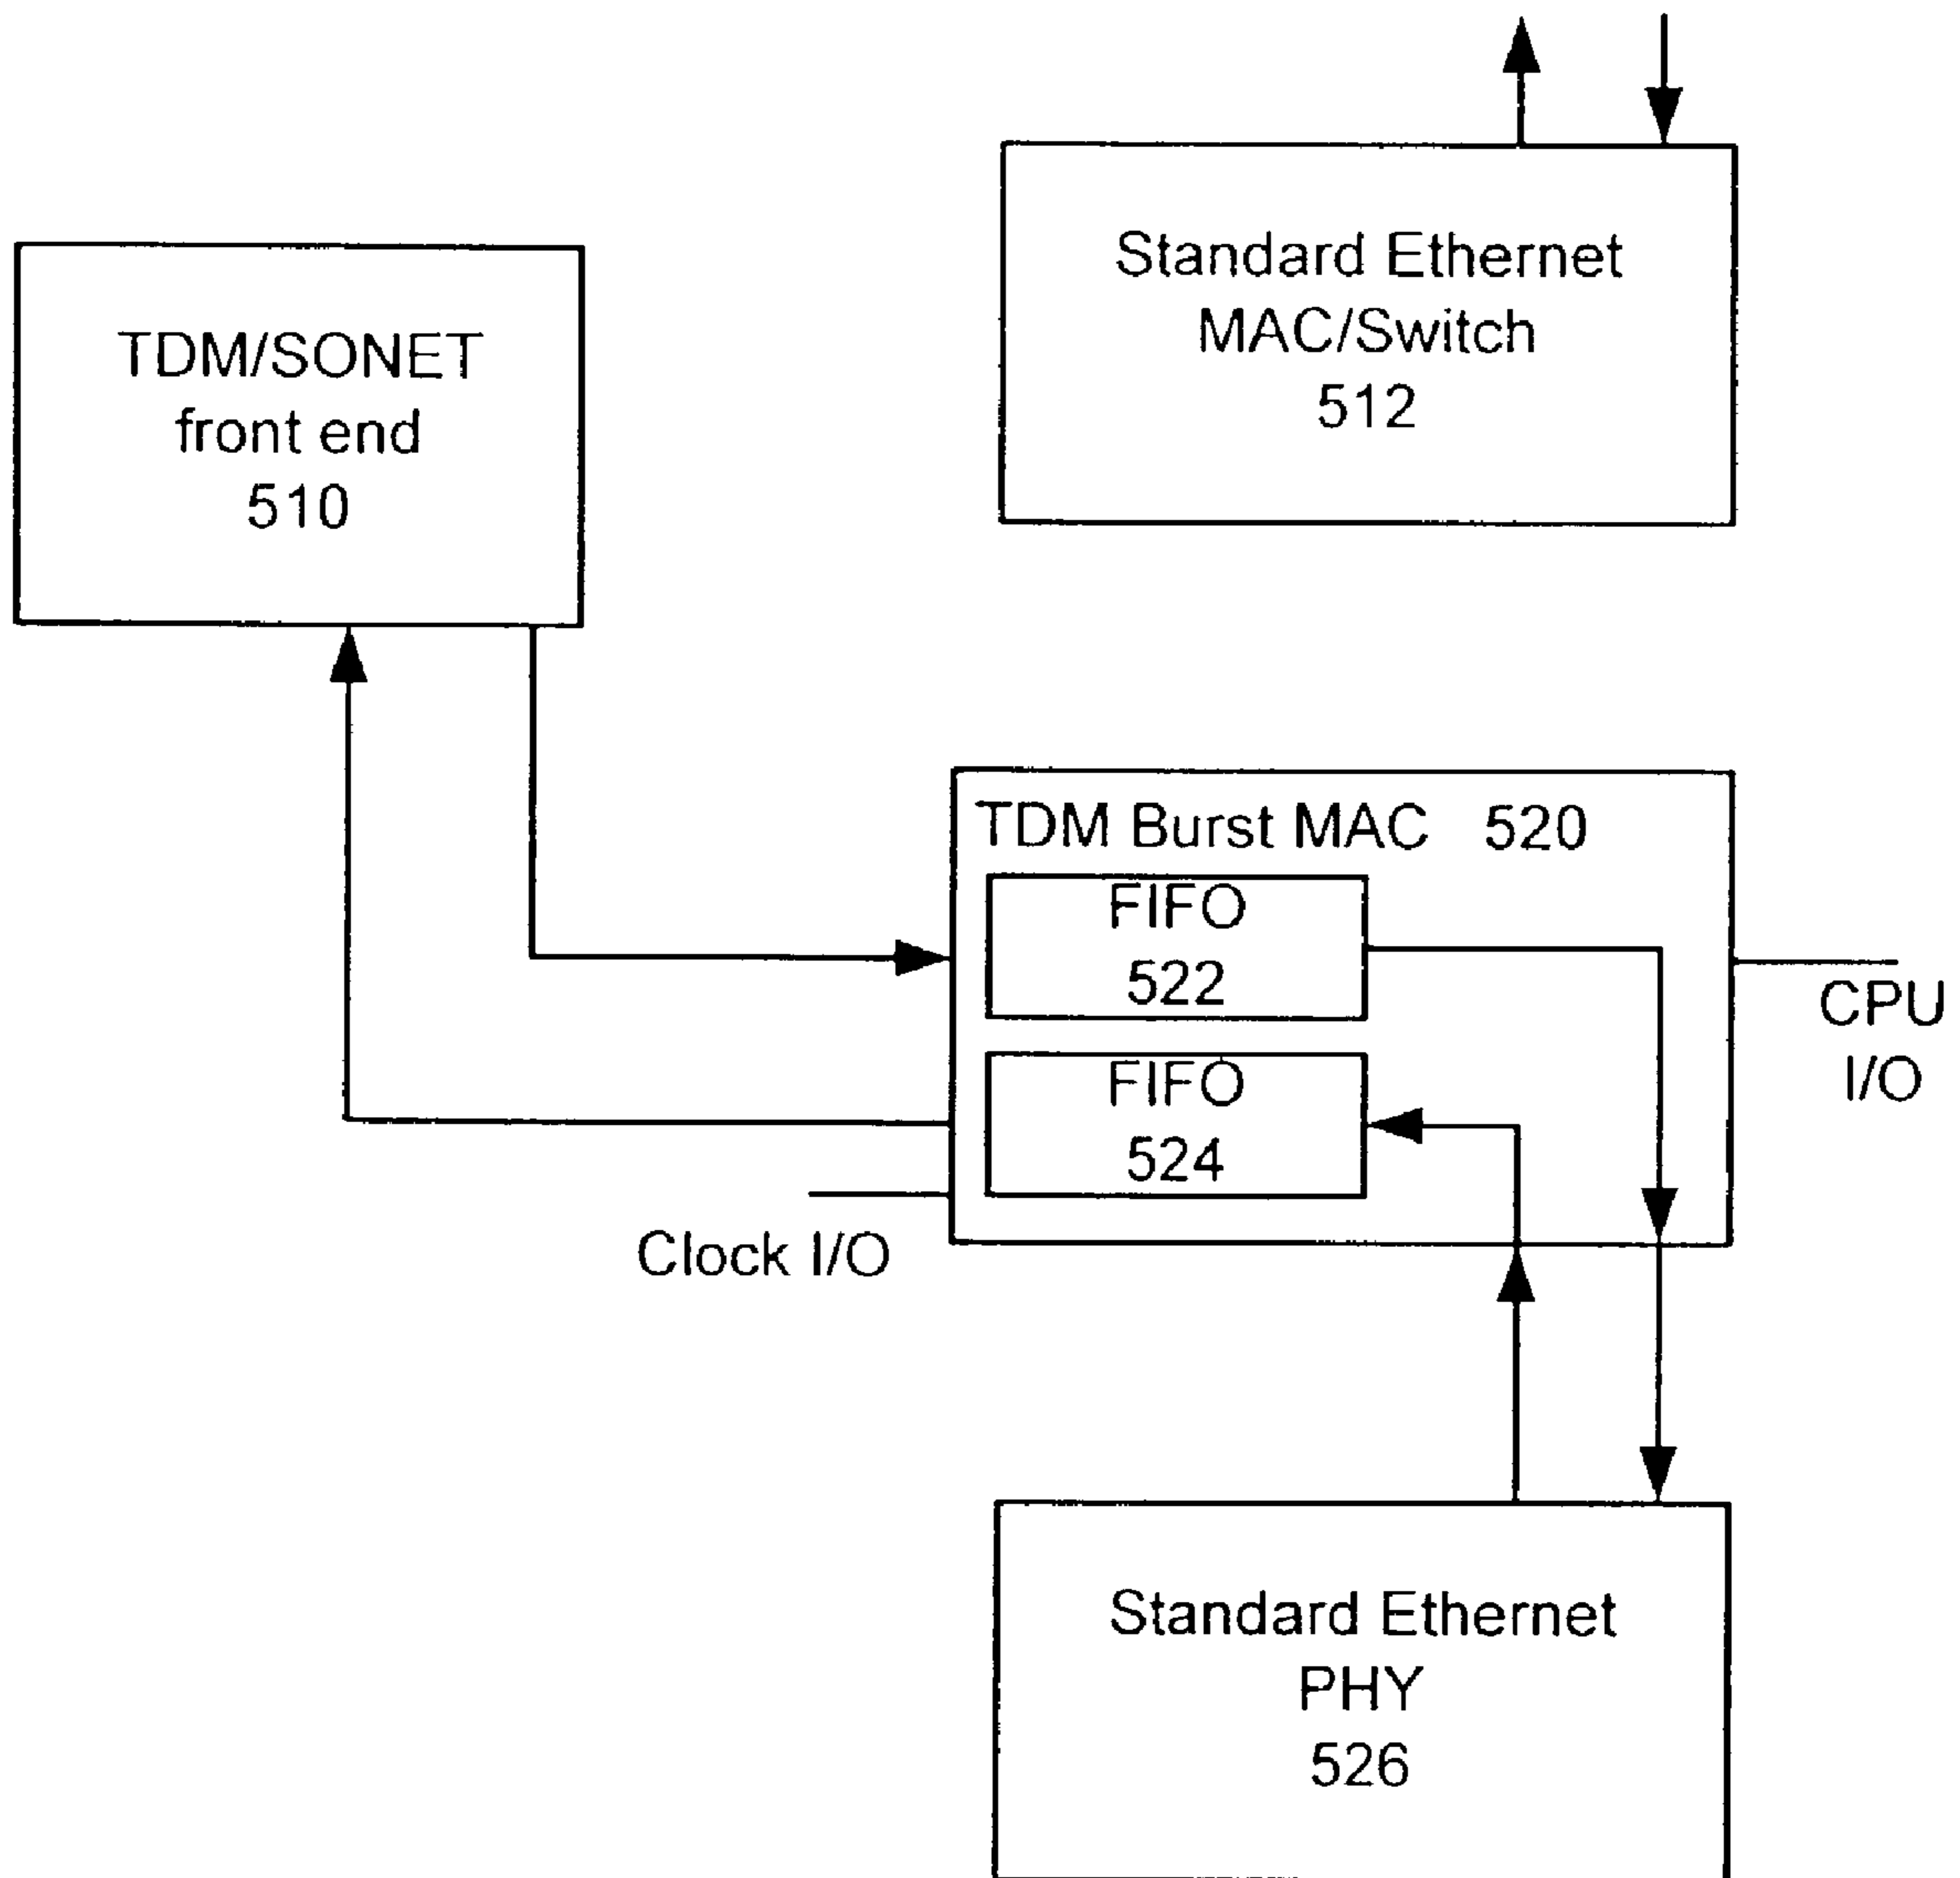 Standard Ethernet
MAC/Switch
512
TDM/SONET
front end
510
TDM Burst MAC 520
FIFO
522
FIFO
524
CPU
I/O
Clock I/O
Standard Ethernet
PHY
526